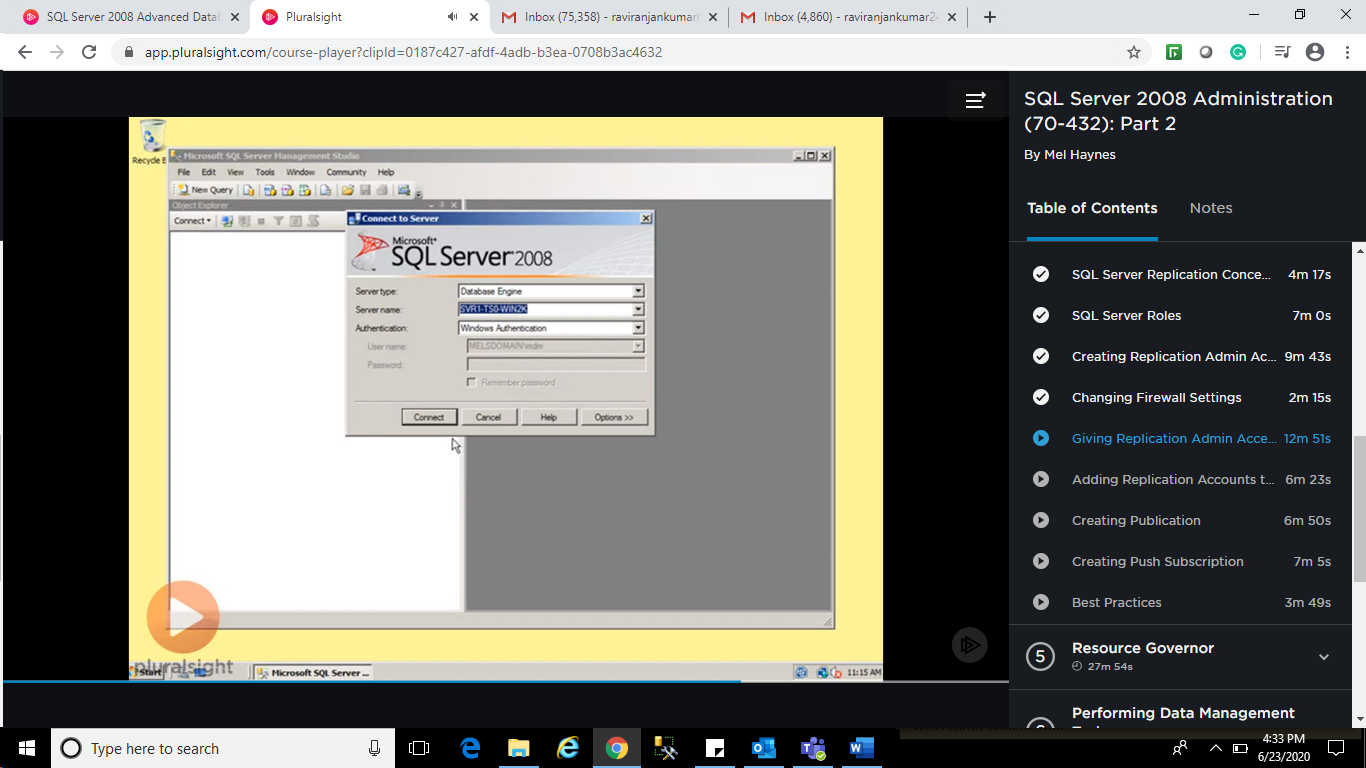 SQL Server 2008 Advanced Datab
Pluralsight
Inbox (75,358) - raviranjankumar
Inbox (4,860) - raviranjankumar2
app.pluralsight.com/course-player?clipId=0187c427-afdf-4adb-b3ea-0708b3ac4632
Recycle B
Microsoft SQL Server Management Studio
File Edit View Tools Window Community Help
New Query
Object Explorer
Connect
Connect to Server
Microsoft
SQL Server 2008
Server type: Database Engine
Server name: SVR1-TS0-WIN2K
Authentication: Windows Authentication
User name: MELSDOMAIN\mdm
Password:
Remember password
Connect Cancel Help Options >>
pluralsight
Start
Microsoft SQL Server ...
11:15 AM
SQL Server 2008 Administration
(70-432): Part 2
By Mel Haynes
Table of Contents Notes
SQL Server Replication Conce... 4m 17s
SQL Server Roles 7m 0s
Creating Replication Admin Ac... 9m 43s
Changing Firewall Settings 2m 15s
Giving Replication Admin Acce... 12m 51s
Adding Replication Accounts t... 6m 23s
Creating Publication 6m 50s
Creating Push Subscription 7m 5s
Best Practices 3m 49s
5 Resource Governor
27m 54s
Performing Data Management
Type here to search
4:33 PM
6/23/2020